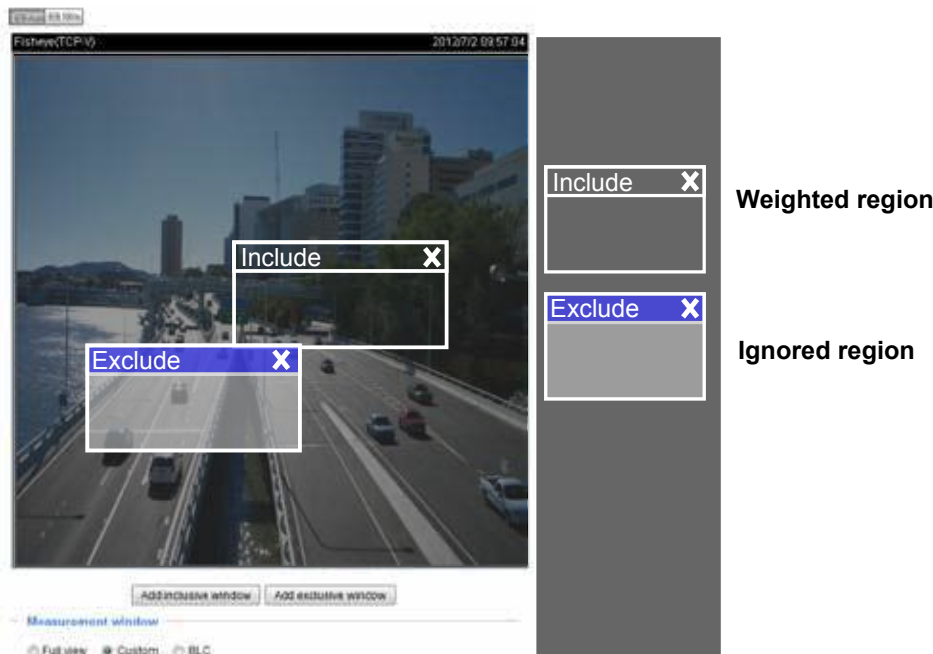 Fisheye(TCP-V) 2012/7/2 09:57:04
Include X
Weighted region
Include X
Exclude X
Ignored region
Exclude X
Add inclusive window Add exclusive window
Measurement window
Full view Custom BLC